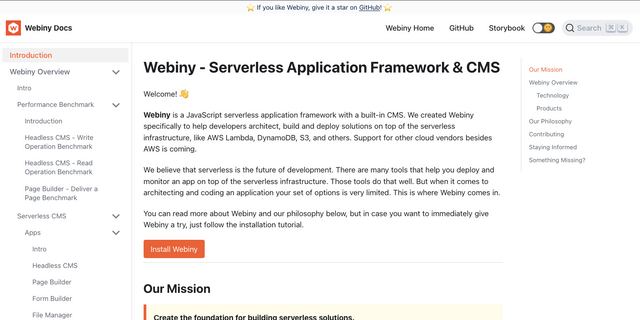 ⭐ If you like Webiny, give it a star on GitHub! ⭐
Webiny Docs
Webiny Home
GitHub
Storybook
Search
⌘ K
Introduction
Webiny Overview
Intro
Performance Benchmark
Introduction
Headless CMS - Write
Operation Benchmark
Headless CMS - Read
Operation Benchmark
Page Builder - Deliver a
Page Benchmark
Serverless CMS
Apps
Intro
Headless CMS
Page Builder
Form Builder
File Manager
Webiny - Serverless Application Framework & CMS
Welcome! 👋
Webiny is a JavaScript serverless application framework with a built-in CMS. We created Webiny
specifically to help developers architect, build and deploy solutions on top of the serverless
infrastructure, like AWS Lambda, DynamoDB, S3, and others. Support for other cloud vendors besides
AWS is coming.
We believe that serverless is the future of development. There are many tools that help you deploy and
monitor an app on top of the serverless infrastructure. Those tools do that well. But when it comes to
architecting and coding an application your set of options is very limited. This is where Webiny comes in.
You can read more about Webiny and our philosophy below, but in case you want to immediately give
Webiny a try, just follow the installation tutorial.
Install Webiny
Our Mission
Create the foundation for building serverless solutions.
Our Mission
Webiny Overview
Technology
Products
Our Philosophy
Contributing
Staying Informed
Something Missing?